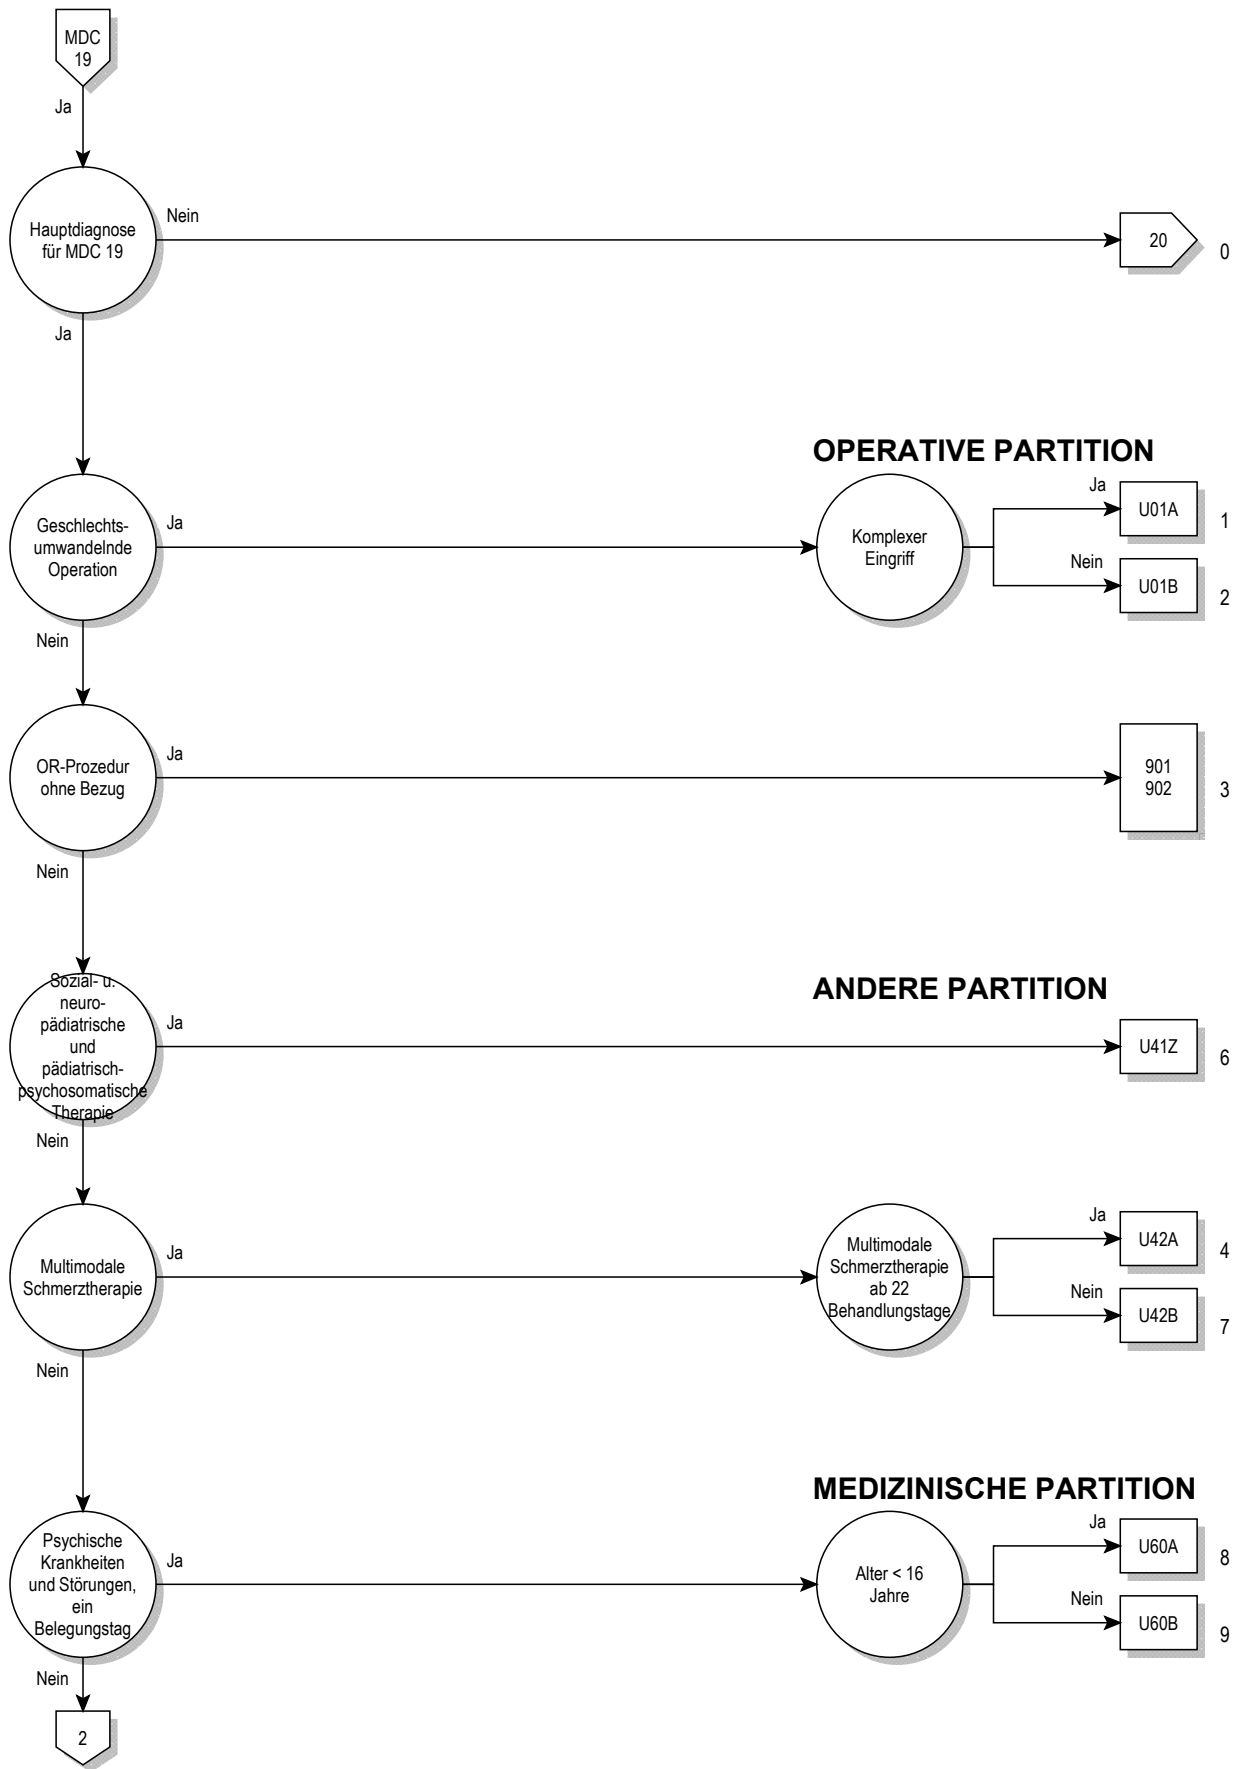 MDC
19
Ja
Hauptdiagnose
für MDC 19
Nein
20
0
Ja
OPERATIVE PARTITION
Geschlechts-
umwandelnde
Operation
Ja
Komplexer
Eingriff
Ja
U01A
1
Nein
U01B
2
Nein
OR-Prozedur
ohne Bezug
Ja
901
902
3
Nein
ANDERE PARTITION
Sozial- u.
neuro-
pädiatrische
und
pädiatrisch-
psychosomatische
Therapie
Ja
U41Z
6
Nein
Multimodale
Schmerztherapie
Ja
Multimodale
Schmerztherapie
ab 22
Behandlungstage
Ja
U42A
4
Nein
U42B
7
Nein
MEDIZINISCHE PARTITION
Psychische
Krankheiten
und Störungen,
ein
Belegungstag
Ja
Alter < 16
Jahre
Ja
U60A
8
Nein
U60B
9
Nein
2